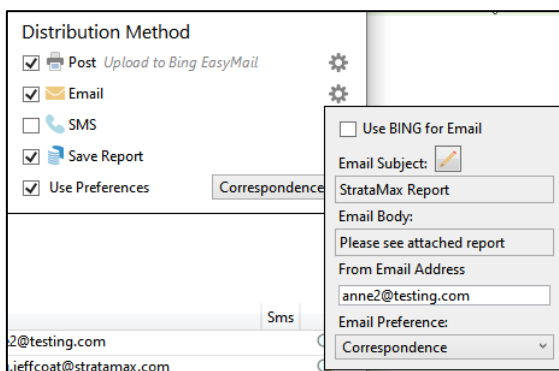 Distribution Method
Post Upload to Bing EasyMail
Email
SMS
Save Report
Use Preferences Correspondence
Use BING for Email
Email Subject:
StrataMax Report
Email Body:
Please see attached report
From Email Address
anne2@testing.com
Email Preference:
Correspondence
Sms
2@testing.com
.jeffcoat@stratamax.com